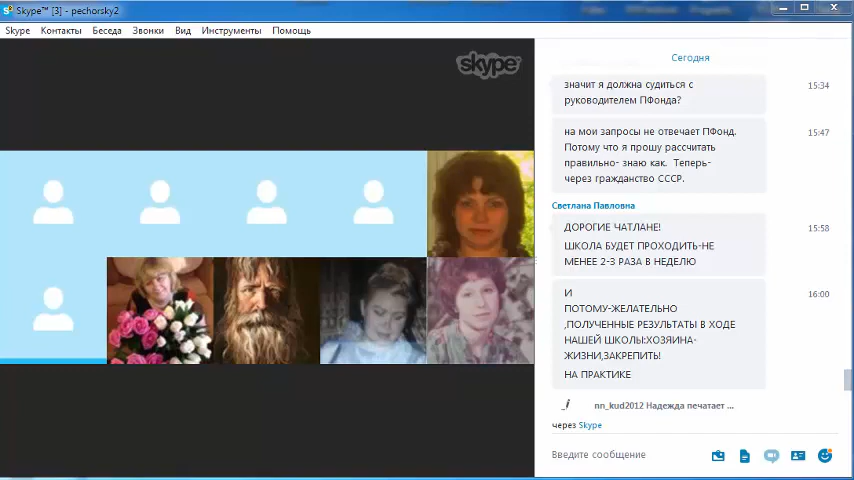 Skype™ [3] - pechorsky2
Skype Контакты Беседа Звонки Вид Инструменты Помощь
skype
Сегодня
значит я должна судиться с
руководителем ПФонда?
15:34
на мои запросы не отвечает ПФонд.
Потому что я прошу рассчитать
правильно- знаю как. Теперь-
через гражданство СССР.
15:47
Светлана Павловна
ДОРОГИЕ ЧАТЛАНЕ!
ШКОЛА БУДЕТ ПРОХОДИТЬ-НЕ
МЕНЕЕ 2-3 РАЗА В НЕДЕЛЮ
15:58
И
ПОТОМУ-ЖЕЛАТЕЛЬНО
,ПОЛУЧЕННЫЕ РЕЗУЛЬТАТЫ В ХОДЕ
НАШЕЙ ШКОЛЫ:ХОЗЯИНА-
ЖИЗНИ,ЗАКРЕПИТЬ!
НА ПРАКТИКЕ
16:00
nn_kud2012 Надежда печатает ...
через Skype
Введите сообщение